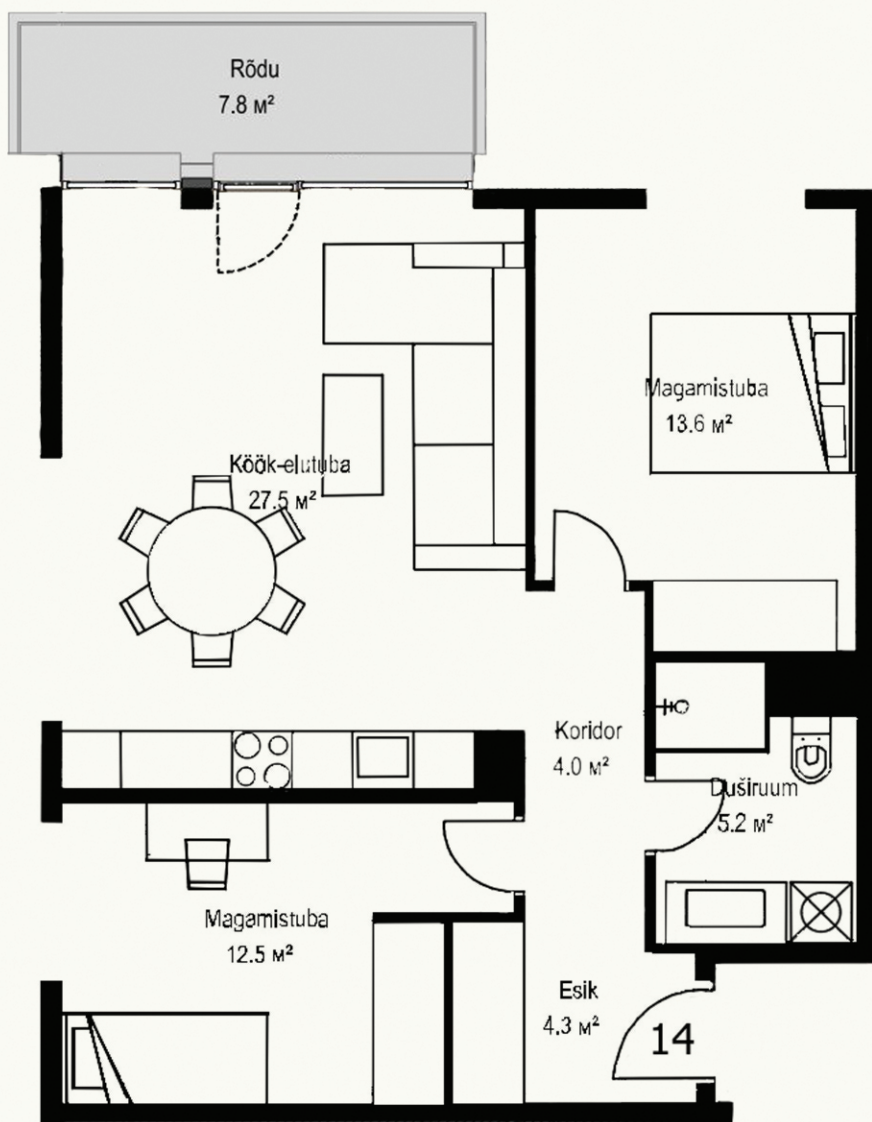 Rõdu
7.8 м²
Magamistuba
13.6 м²
Köök-elutuba
27.5 м²
Koridor
4.0 м²
Duširuum
5.2 м²
Magamistuba
12.5 м²
Esik
4.3 м²
14